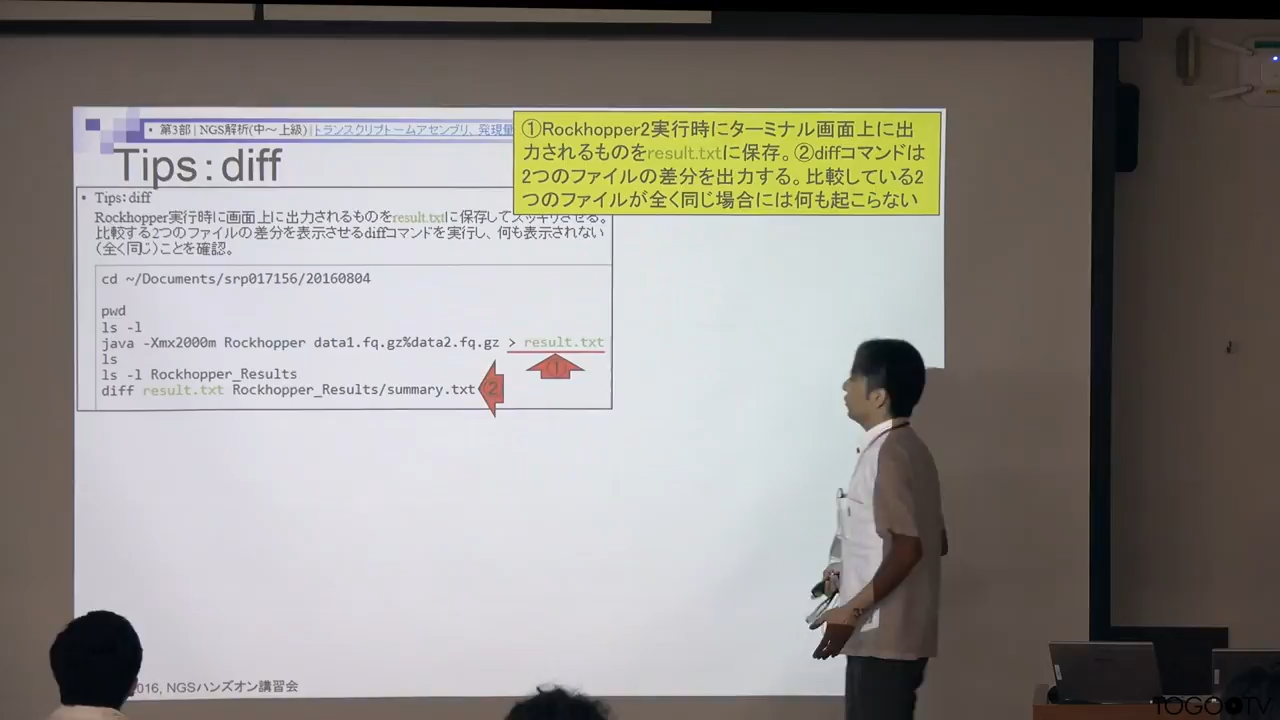 • 第3部 | NGS解析(中～上級) | トランスクリプトームアセンブリ、発現量
Tips：diff
①Rockhopper2実行時にターミナル画面上に出
力されるものをresult.txtに保存。②diffコマンドは
2つのファイルの差分を出力する。比較している2
つのファイルが全く同じ場合には何も起こらない
• Tips：diff
Rockhopper実行時に画面上に出力されるものをresult.txtに保存してスッキリさせる。
比較する2つのファイルの差分を表示させるdiffコマンドを実行し、何も表示されない
（全く同じ）ことを確認。
cd ~/Documents/srp017156/20160804
pwd
ls -l
java -Xmx2000m Rockhopper data1.fq.gz%data2.fq.gz > result.txt
ls
①
ls -l Rockhopper_Results
diff result.txt Rockhopper_Results/summary.txt
②
2016, NGSハンズオン講習会
TOGOTV